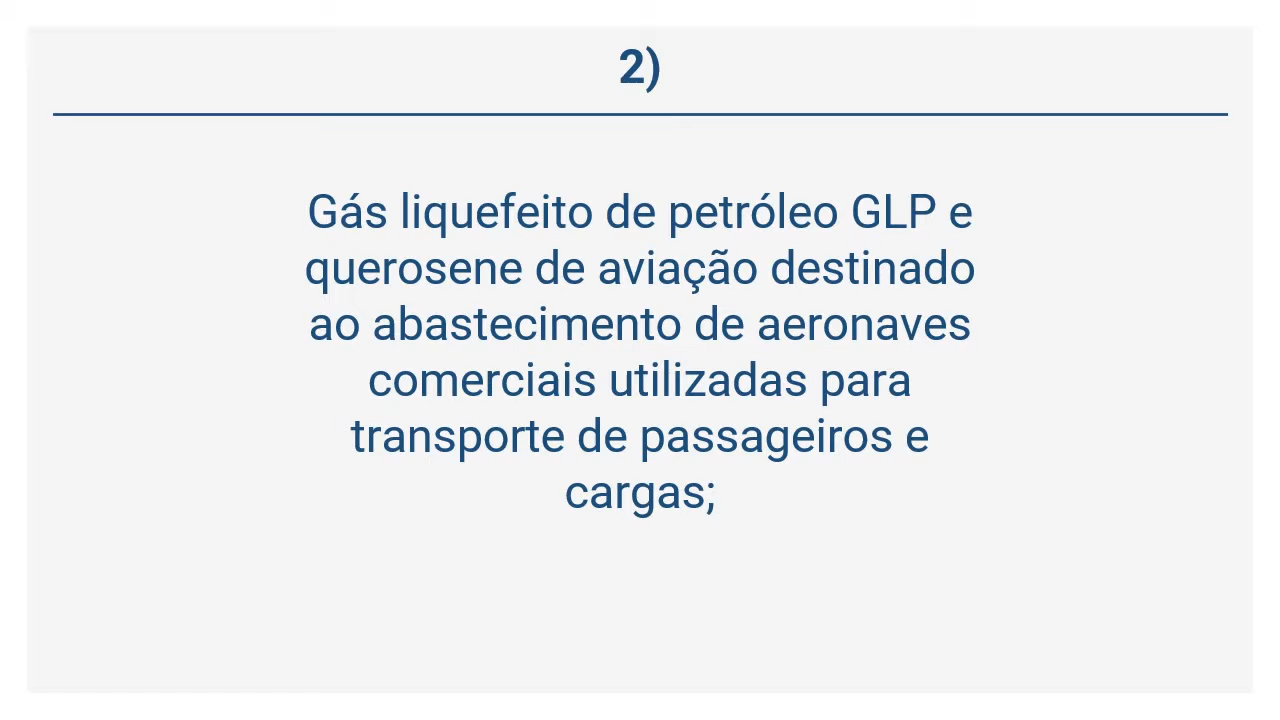 2)
Gás liquefeito de petróleo GLP e
querosene de aviação destinado
ao abastecimento de aeronaves
comerciais utilizadas para
transporte de passageiros e
cargas;